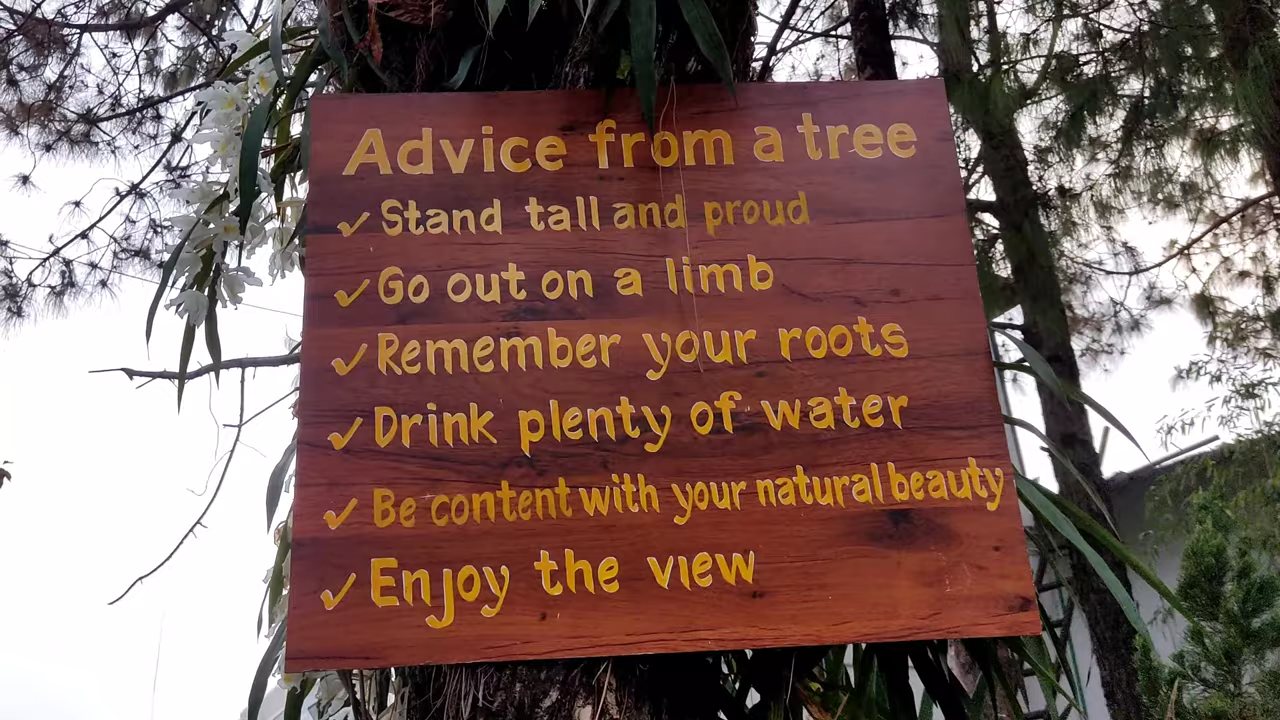 Advice from a tree
✓ Stand tall and proud
✓ Go out on a limb
✓ Remember your roots
✓ Drink plenty of water
✓ Be content with your natural beauty
✓ Enjoy the view